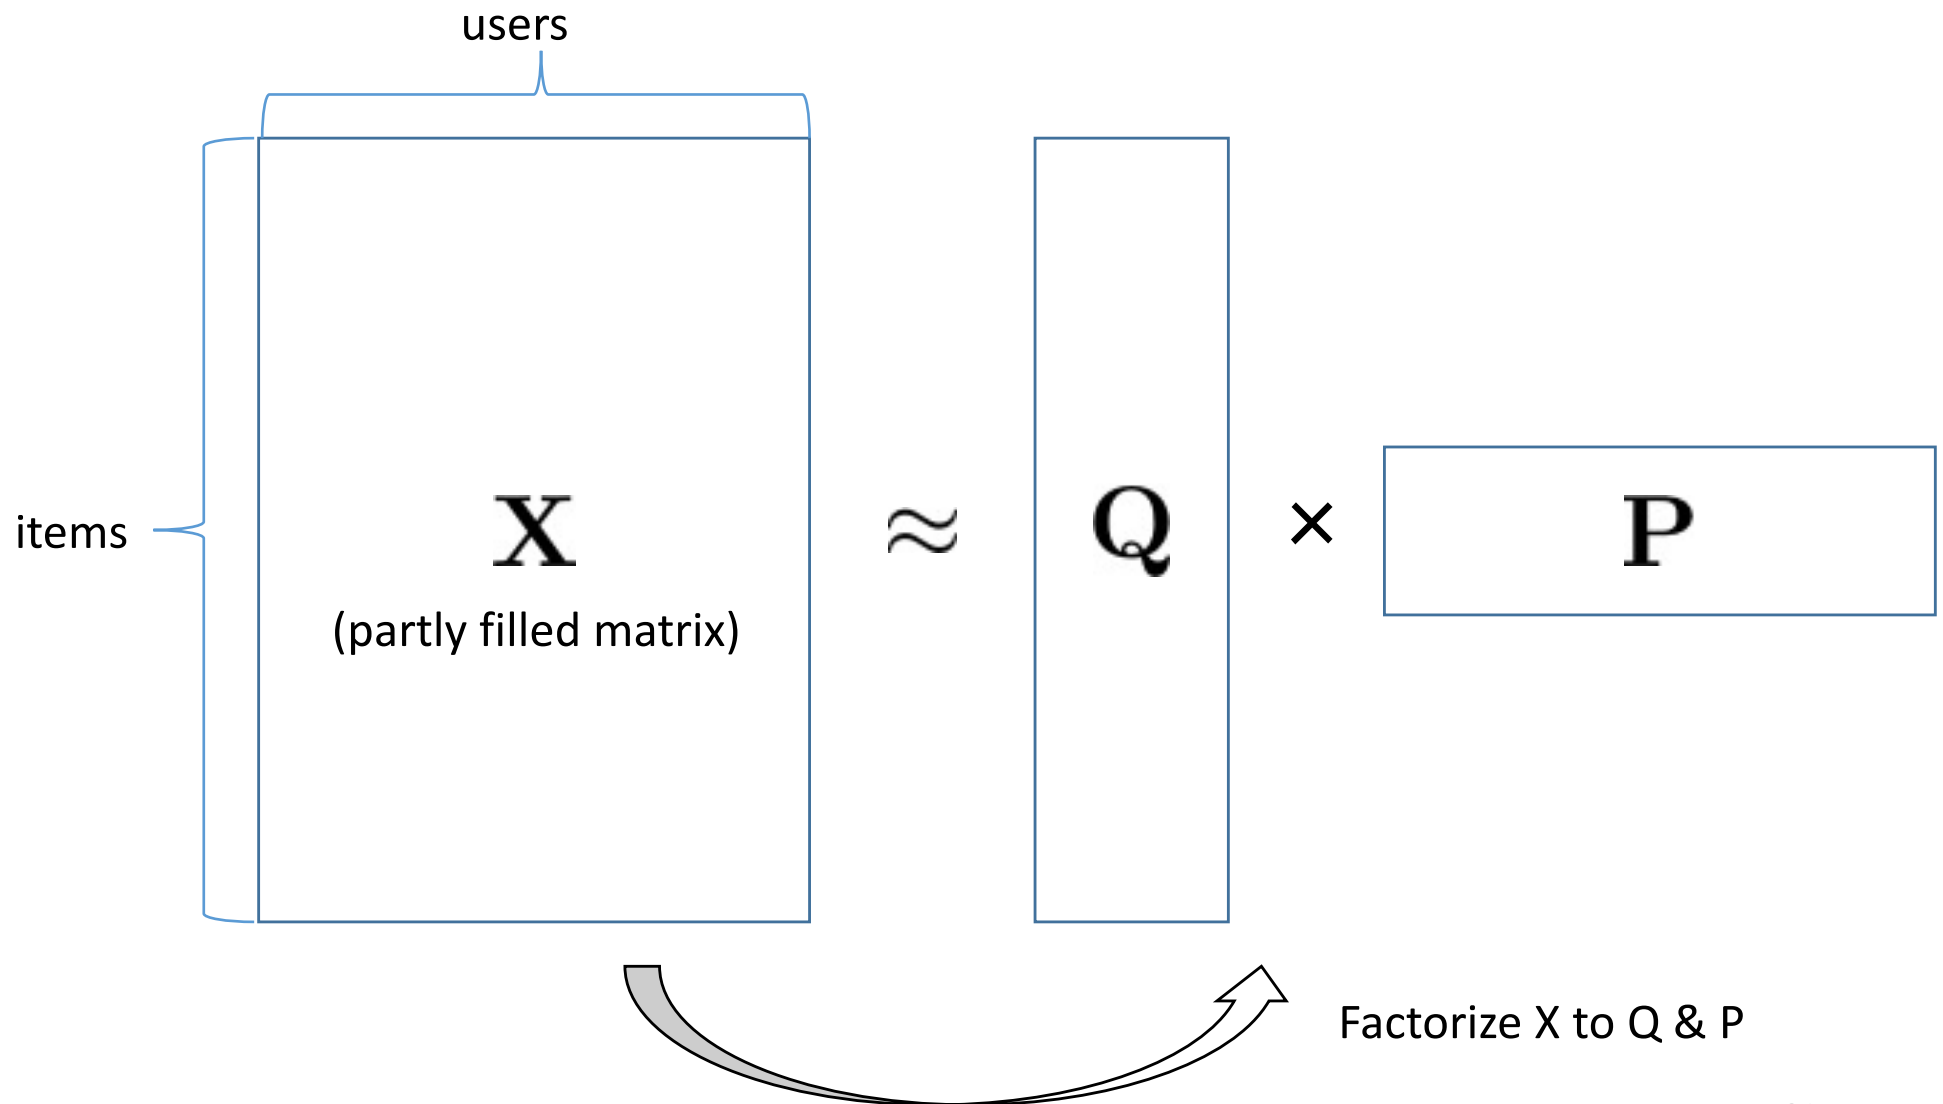 users
items
X ≈ Q × P
(partly filled matrix)
Factorize X to Q & P